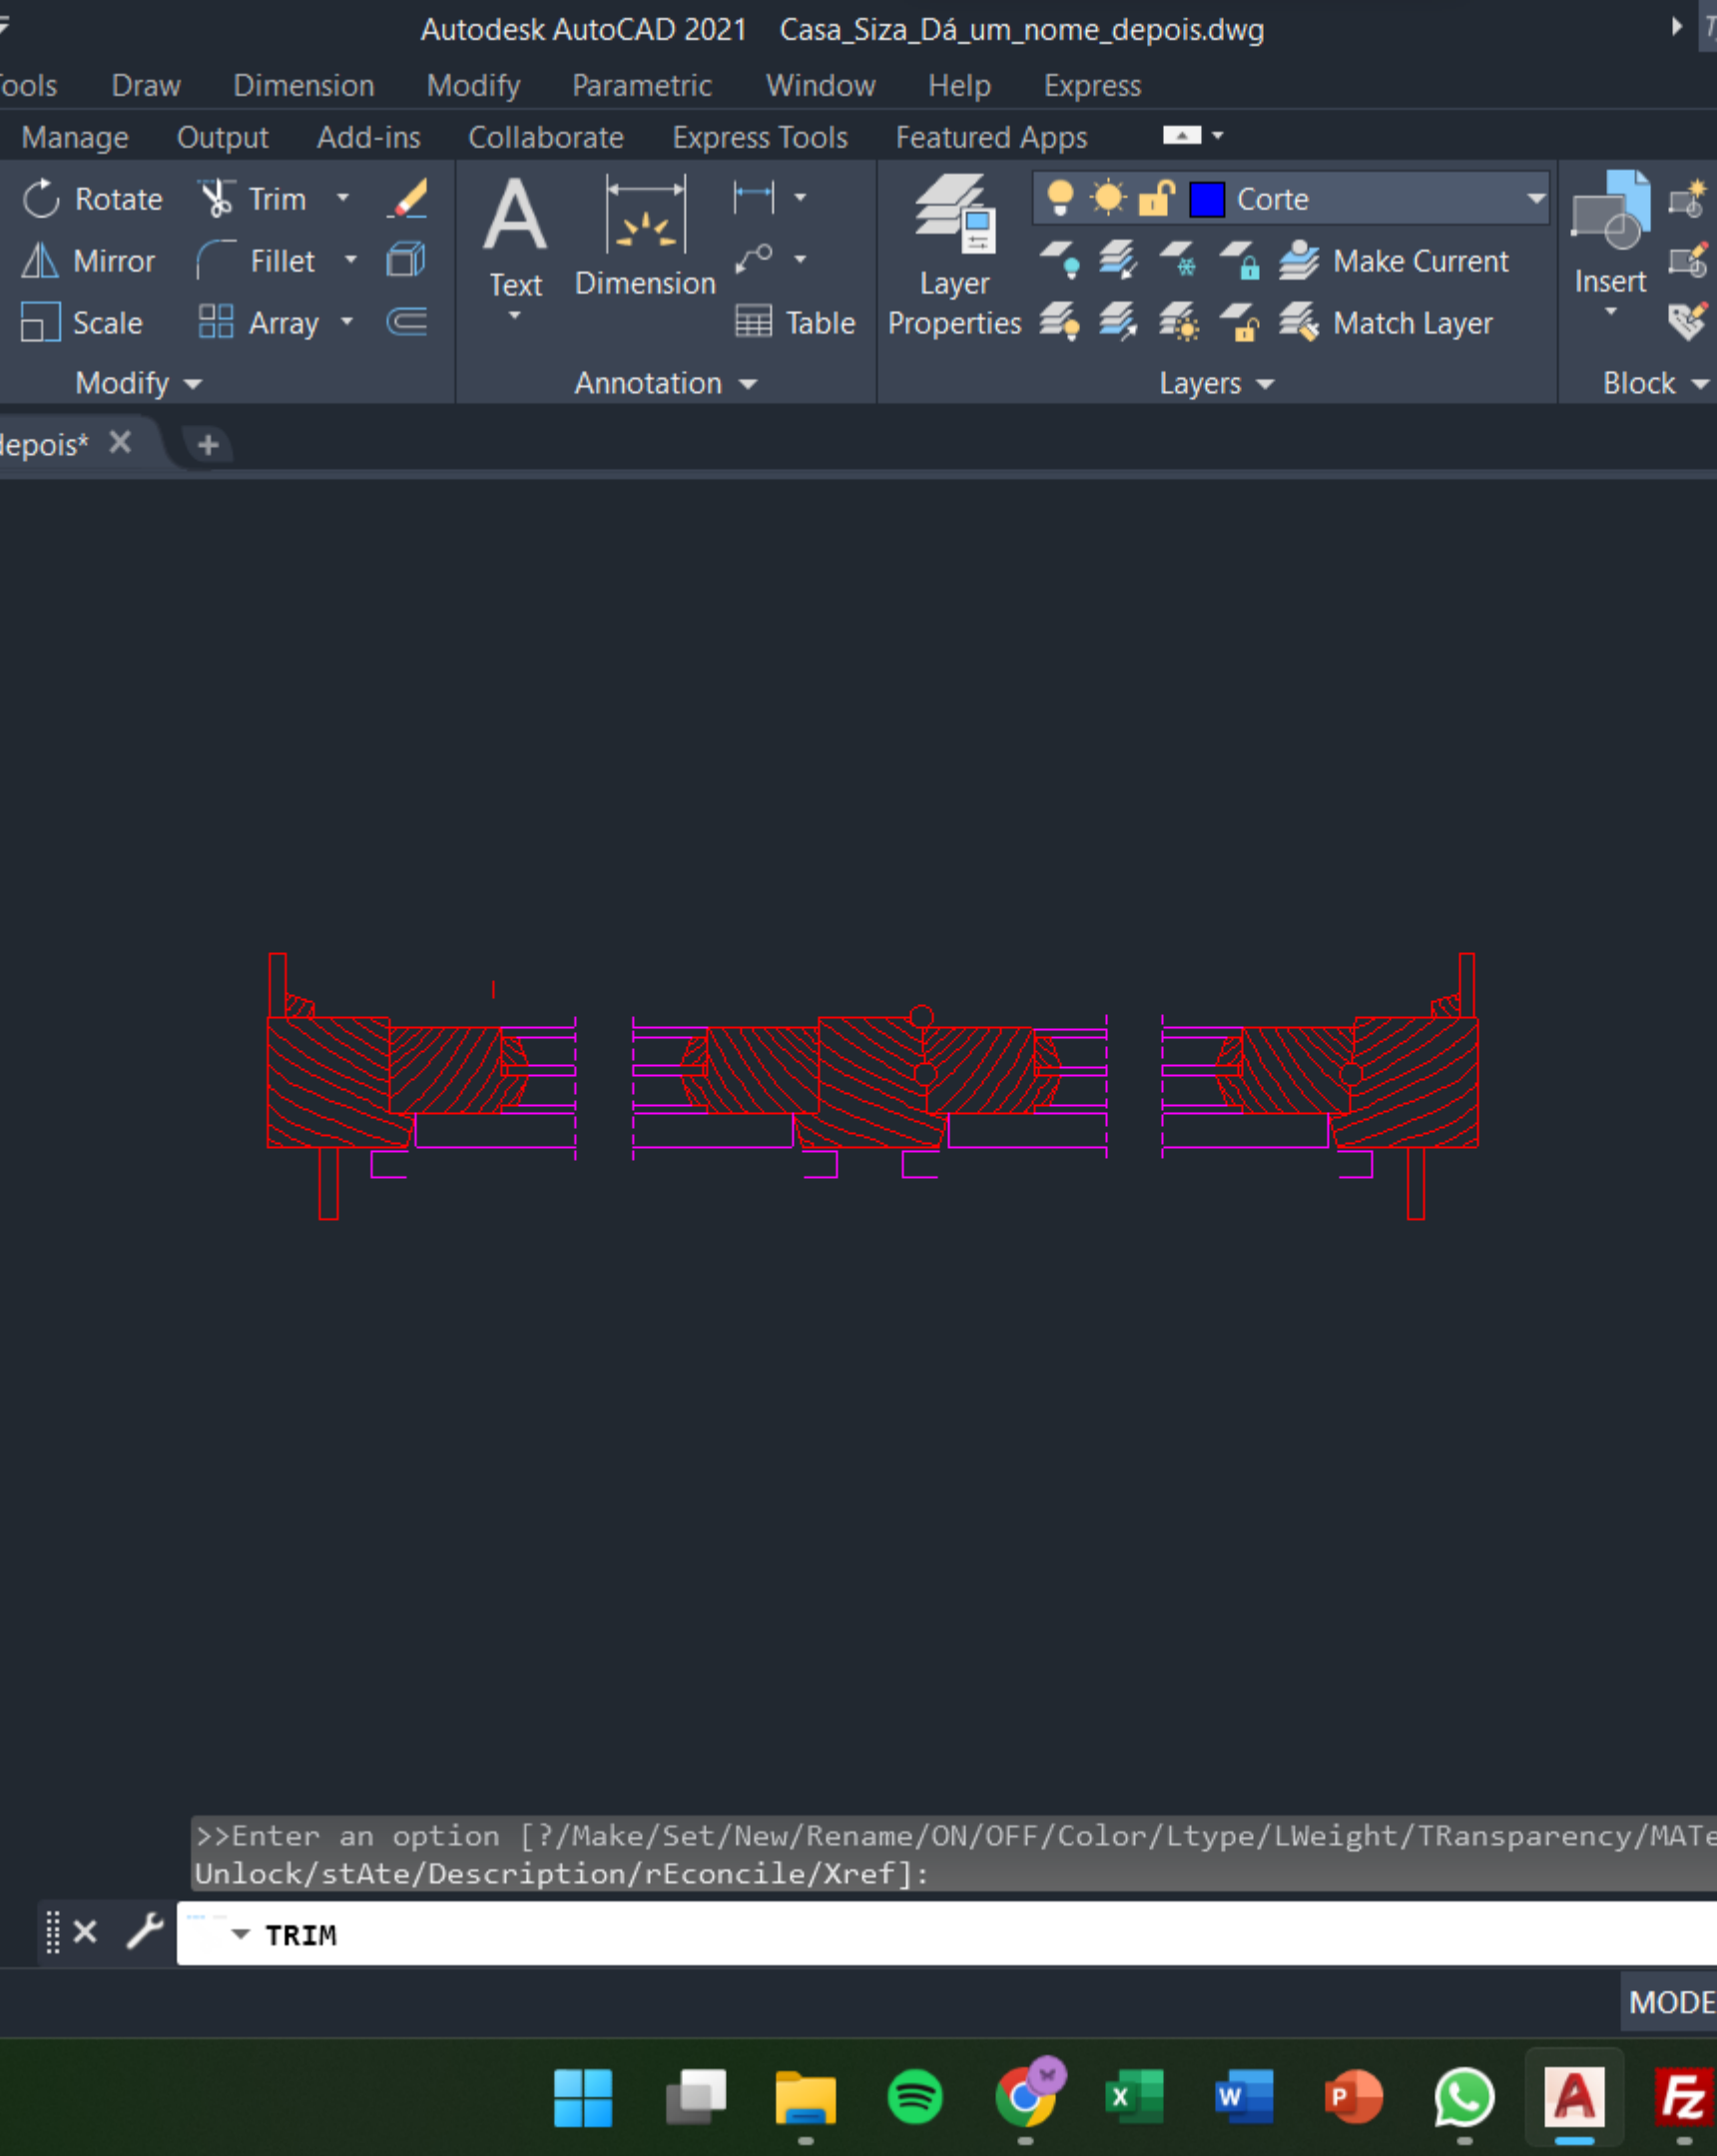 Autodesk AutoCAD 2021 Casa_Siza_Dá_um_nome_depois.dwg
Tools Draw Dimension Modify Parametric Window Help Express
Manage Output Add-ins Collaborate Express Tools Featured Apps
Rotate Trim
Mirror Fillet
Scale Array
Modify
Text
Dimension
Table
Annotation
Layer
Properties
Corte
Make Current
Match Layer
Layers
Insert
Block
depois*
>>Enter an option [?/Make/Set/New/Rename/ON/OFF/Color/Ltype/LWeight/TRansparency/MATe
Unlock/stAte/Description/rEconcile/Xref]:
TRIM
MODE
X
W
P
A
Fz